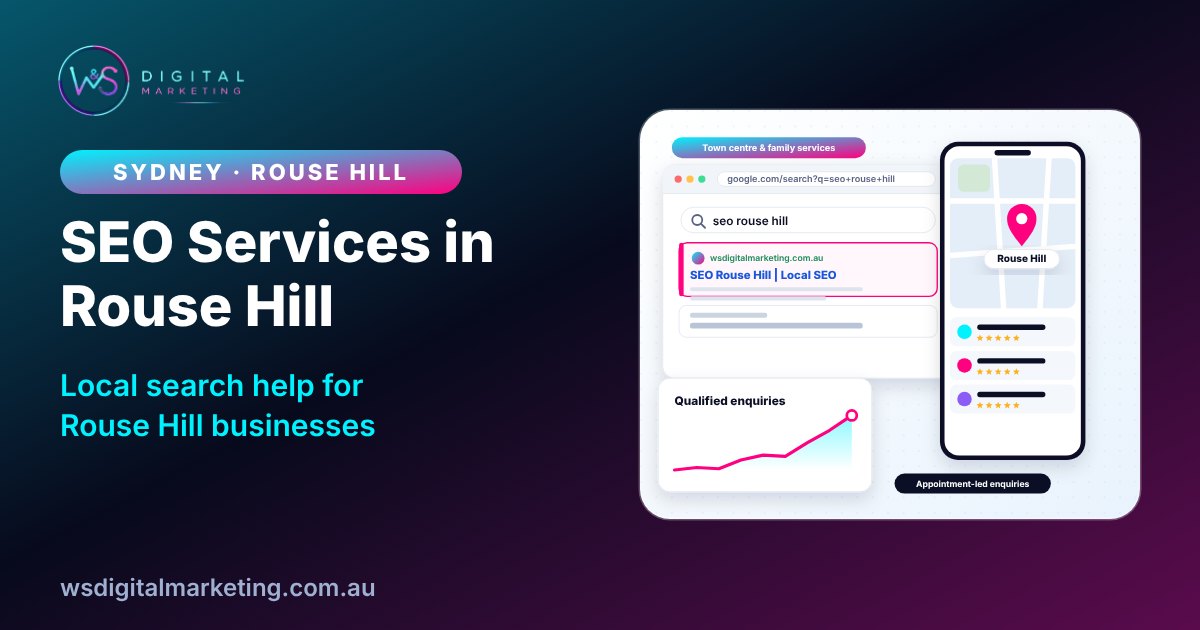 W&S DIGITAL
MARKETING
SYDNEY · ROUSE HILL
SEO Services in
Rouse Hill
Local search help for
Rouse Hill businesses
wsdigitalmarketing.com.au
Town centre & family services
google.com/search?q=seo+rouse+hill
seo rouse hill
wsdigitalmarketing.com.au
SEO Rouse Hill | Local SEO
Rouse Hill
Qualified enquiries
Appointment-led enquiries